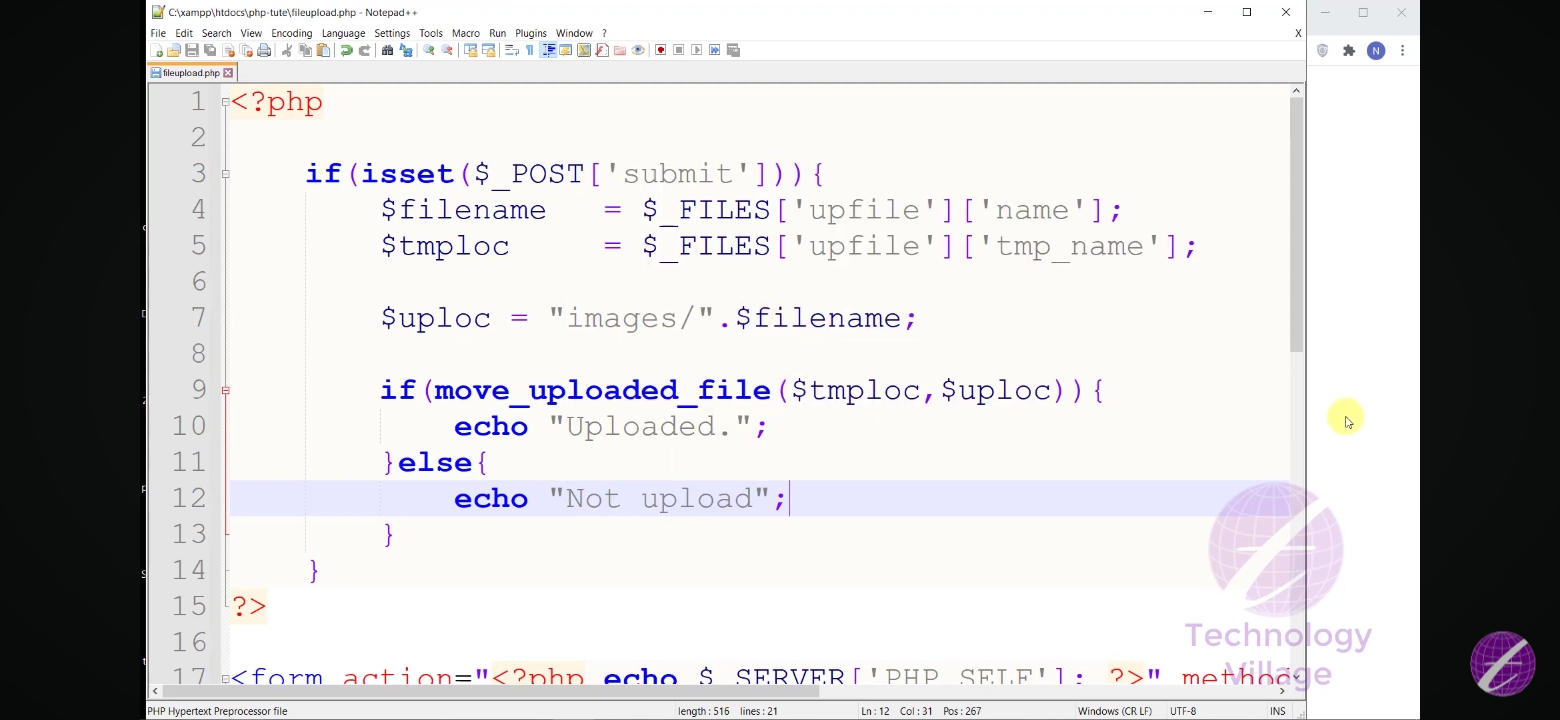 C:\xampp\htdocs\php-tute\fileupload.php - Notepad++
File Edit Search View Encoding Language Settings Tools Macro Run Plugins Window ? X
fileupload.php
N
1 <?php
2
3 if(isset($_POST['submit'])){
4 $filename = $_FILES['upfile']['name'];
5 $tmploc = $_FILES['upfile']['tmp_name'];
6
7 $uploc = "images/".$filename;
8
9 if(move_uploaded_file($tmploc,$uploc)){
10 echo "Uploaded.";
11 }else{
12 echo "Not upload";
13 }
14 }
15 ?>
16
17 <form action="<?php echo $_SERVER['PHP_SELF']; ?>" method
Technology
Village
PHP Hypertext Preprocessor file length : 516 lines : 21 Ln : 12 Col : 31 Pos : 267 Windows (CR LF) UTF-8 INS